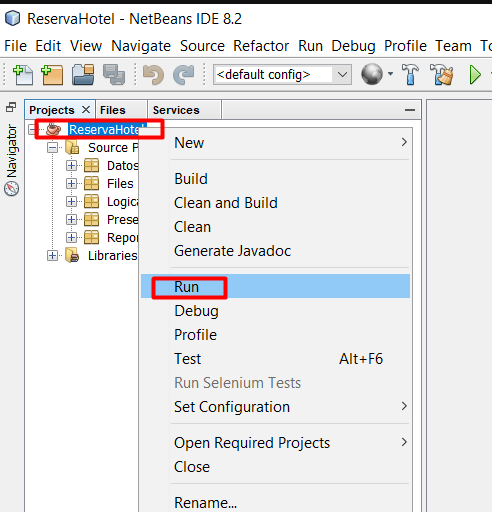 ReservaHotel - NetBeans IDE 8.2
File Edit View Navigate Source Refactor Run Debug Profile Team
<default config>
Projects Files Services
Navigator
ReservaHotel
Source P
Datos
Files
Logica
Prese
Repor
Libraries
New
Build
Clean and Build
Clean
Generate Javadoc
Run
Debug
Profile
Test Alt+F6
Run Selenium Tests
Set Configuration
Open Required Projects
Close
Rename...